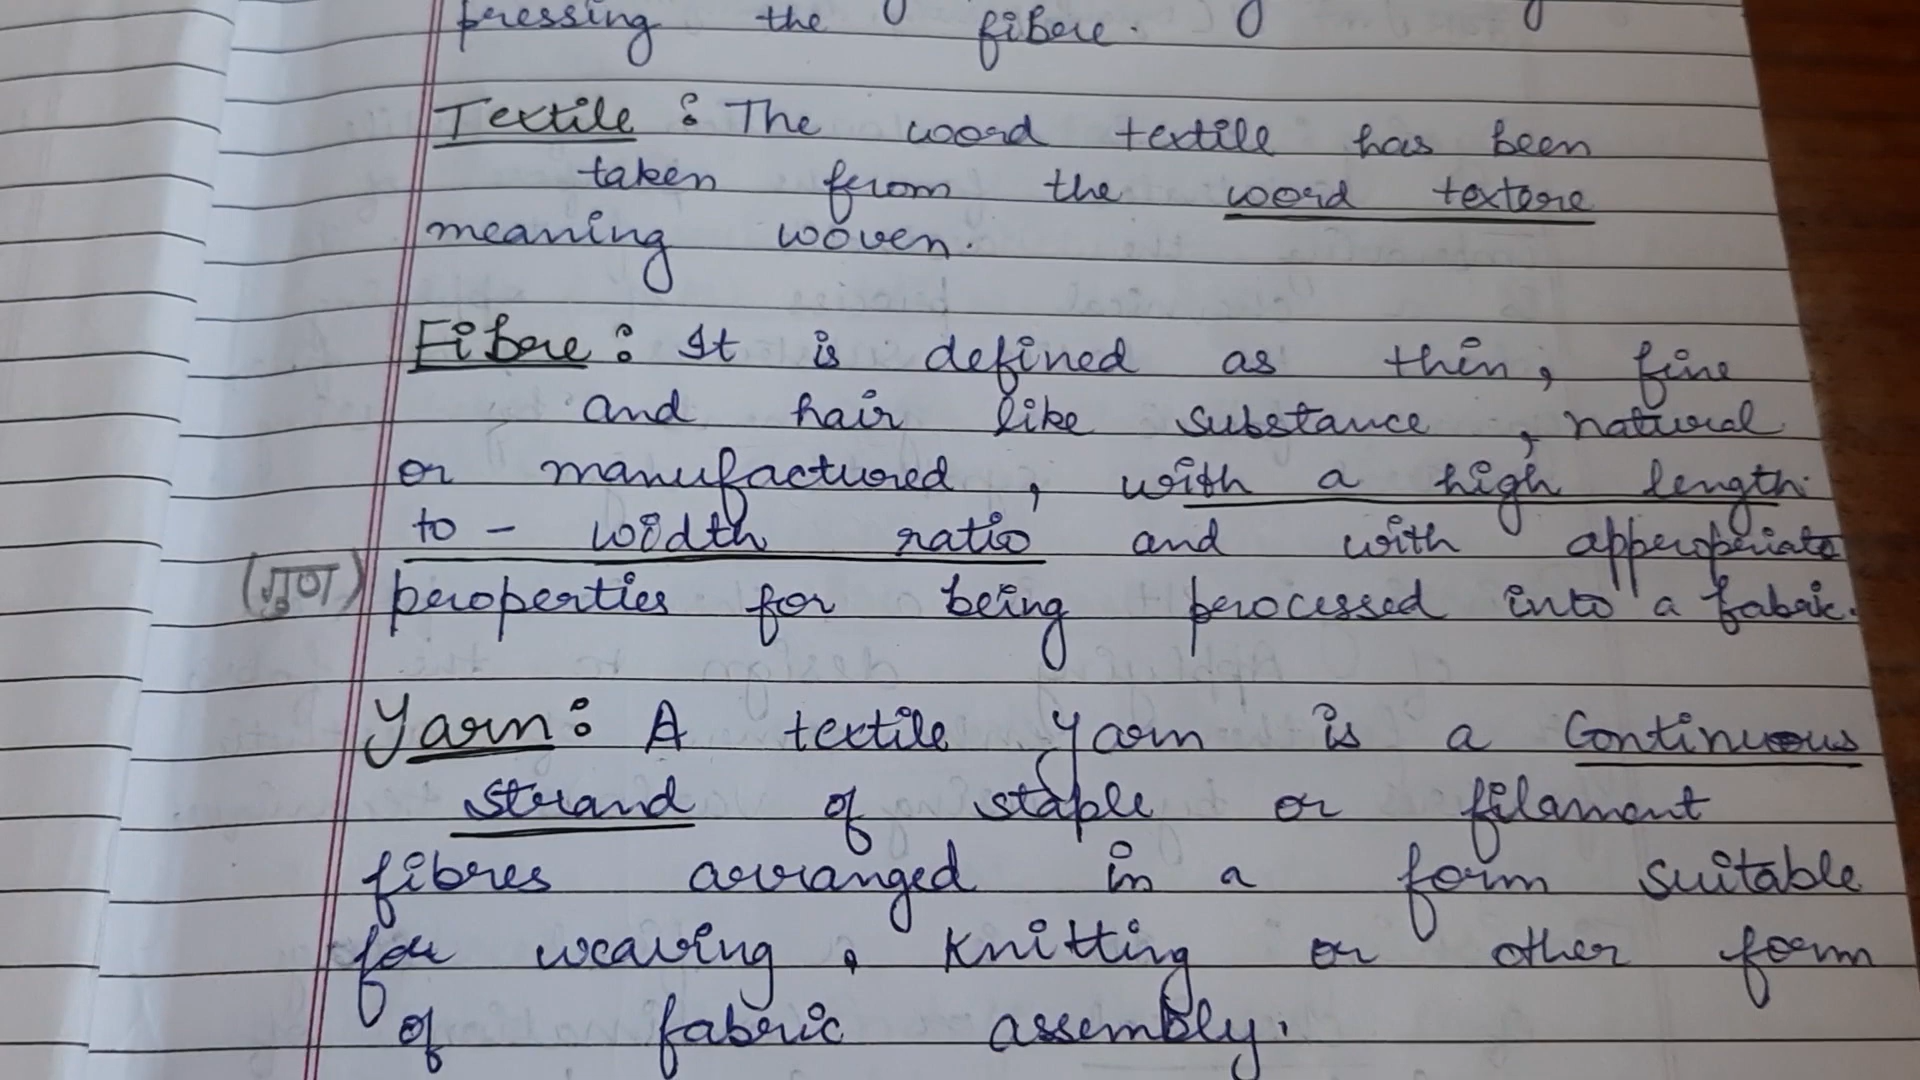 pressing the fibre.
Textile : The word textile has been
taken from the word textere
meaning woven.
Fibre : It is defined as thin, fine
and hair like substance, natural
or manufactured, with a high length
to - width ratio and with appropriate
(गुण) properties for being processed into a fabric.
Yarn : A textile yarn is a Continuous
strand of staple or filament
fibres arranged in a form suitable
for weaving, knitting or other form
of fabric assembly.